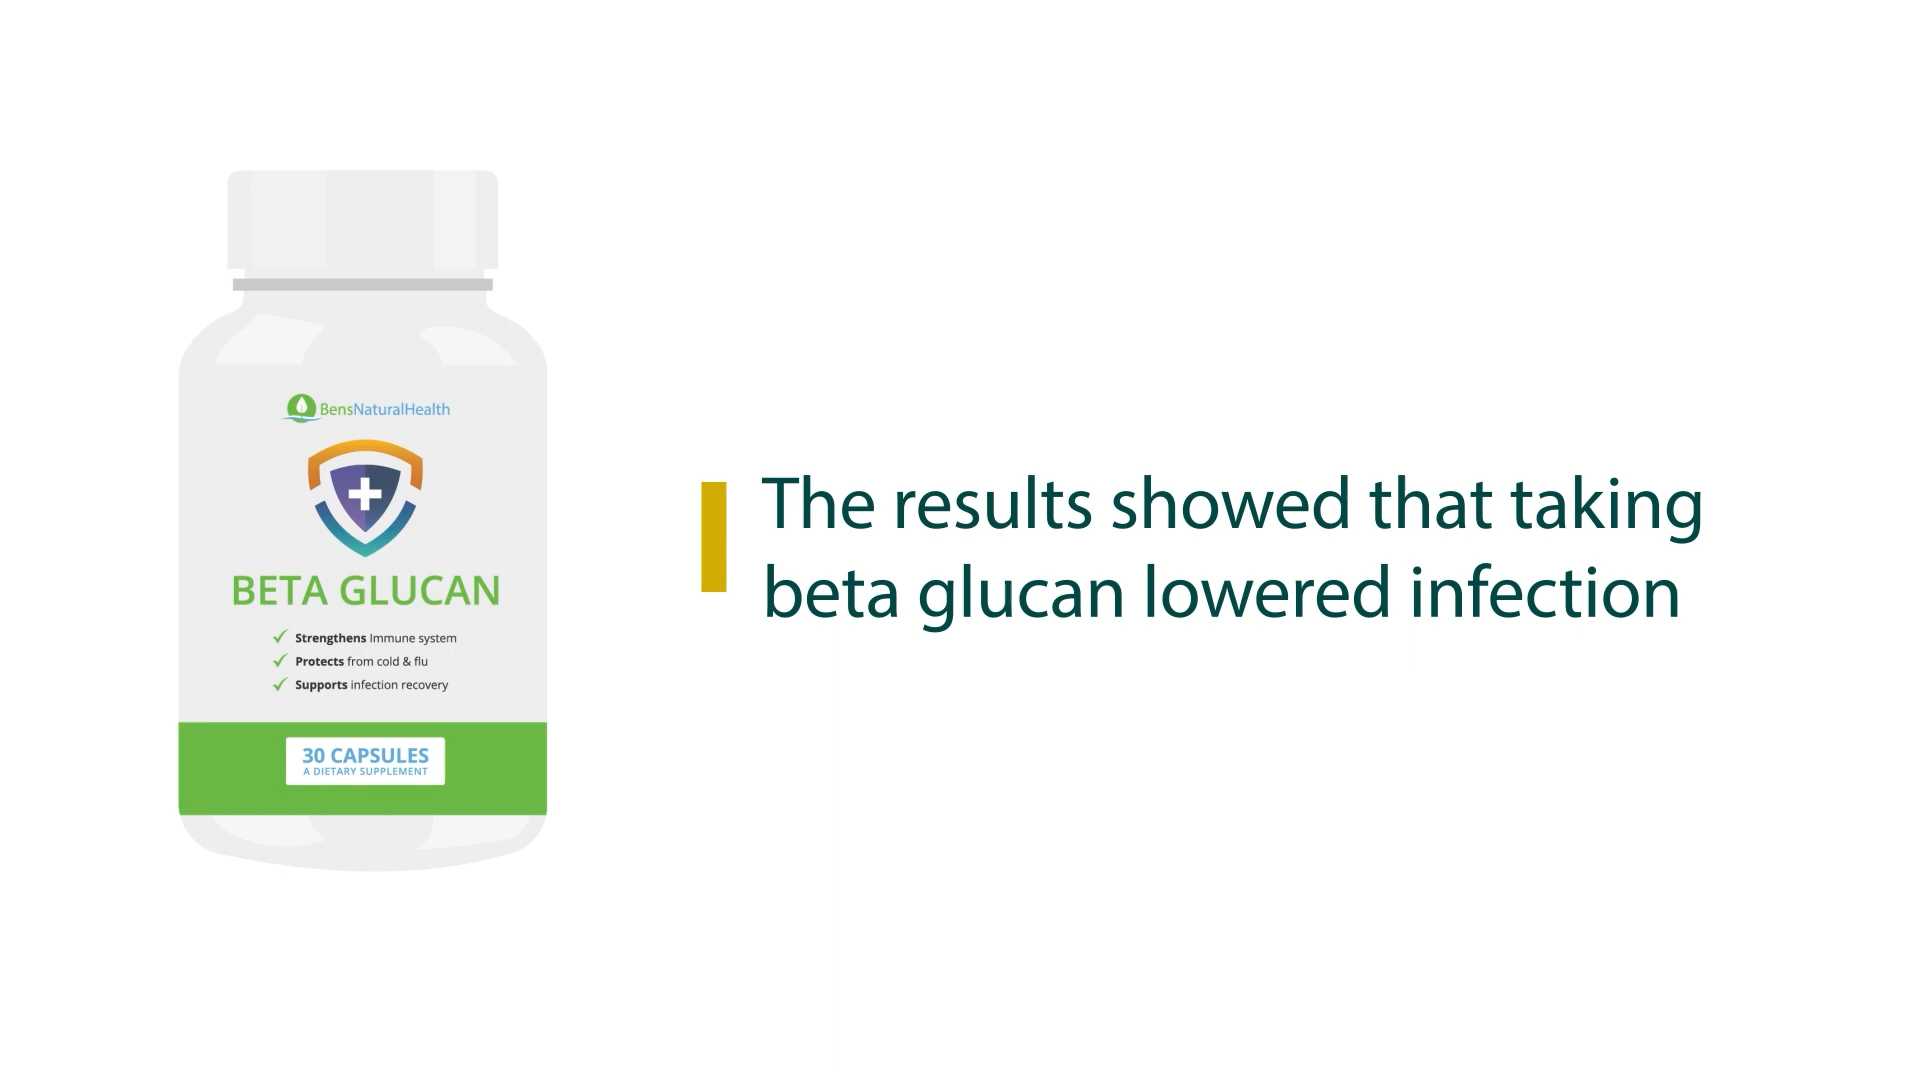 BensNaturalHealth
BETA GLUCAN
Strengthens Immune system
Protects from cold & flu
Supports infection recovery
30 CAPSULES
A DIETARY SUPPLEMENT
The results showed that taking
beta glucan lowered infection